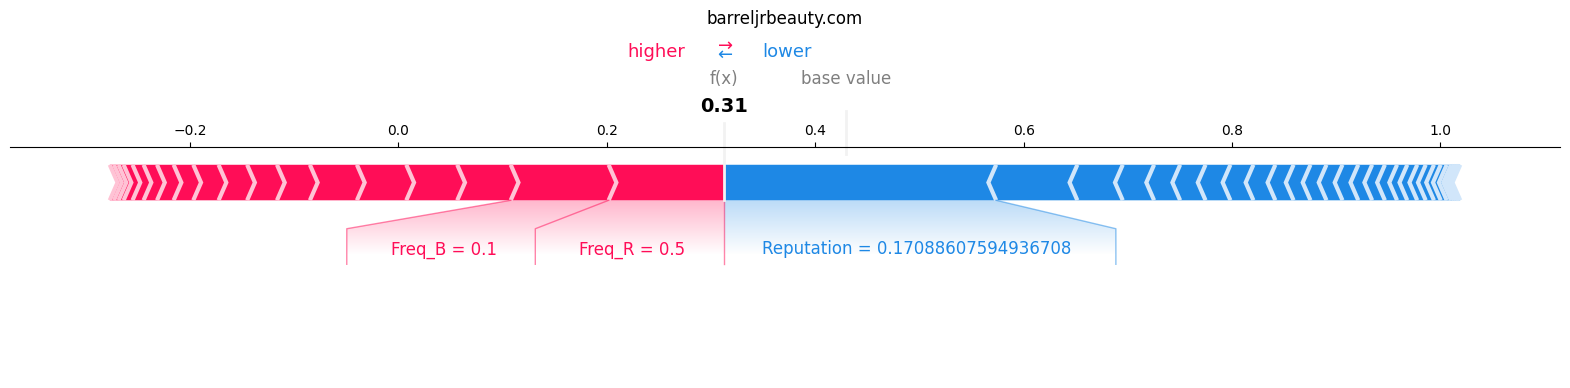 barreljrbeauty.com
higher ⇄ lower
f(x) base value
0.31
−0.2 0.0 0.2 0.4 0.6 0.8 1.0
Freq_B = 0.1 Freq_R = 0.5 Reputation = 0.17088607594936708